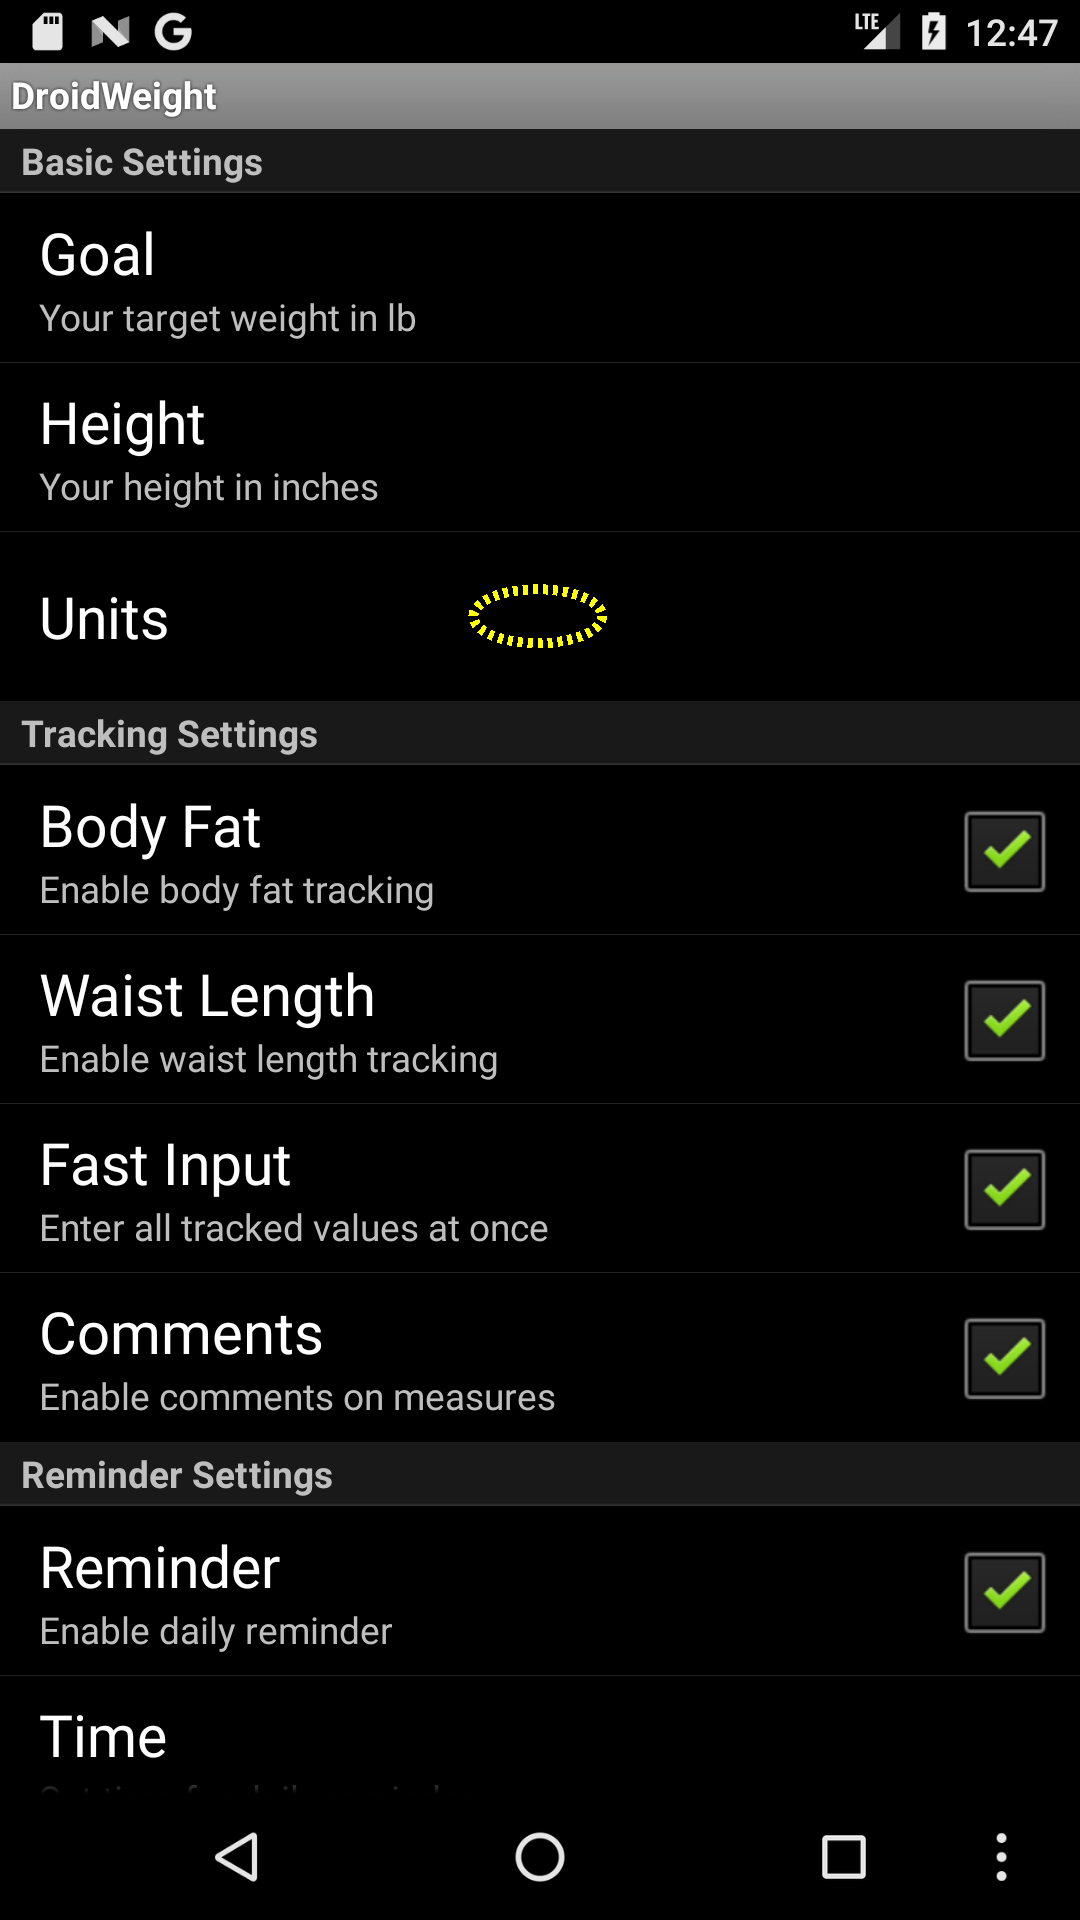 LTE 12:47
DroidWeight
Basic Settings
Goal
Your target weight in lb
Height
Your height in inches
Units
Tracking Settings
Body Fat
Enable body fat tracking
Waist Length
Enable waist length tracking
Fast Input
Enter all tracked values at once
Comments
Enable comments on measures
Reminder Settings
Reminder
Enable daily reminder
Time